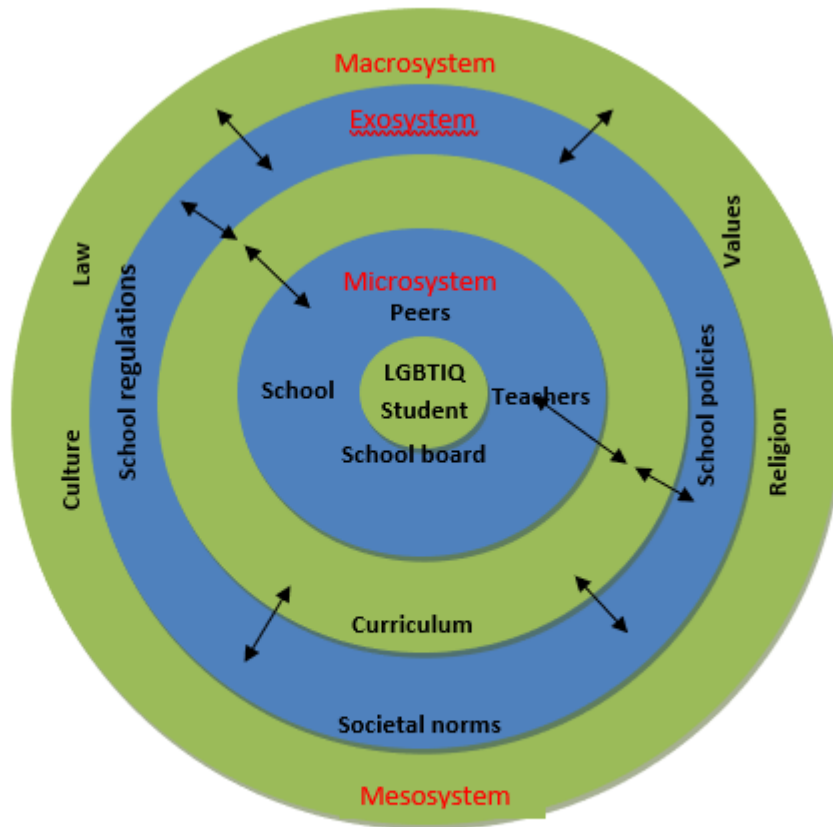 Macrosystem
Exosystem
Law
Values
School regulations
Microsystem
Peers
School
LGBTIQ
Student
Teachers
School board
School policies
Culture
Religion
Curriculum
Societal norms
Mesosystem